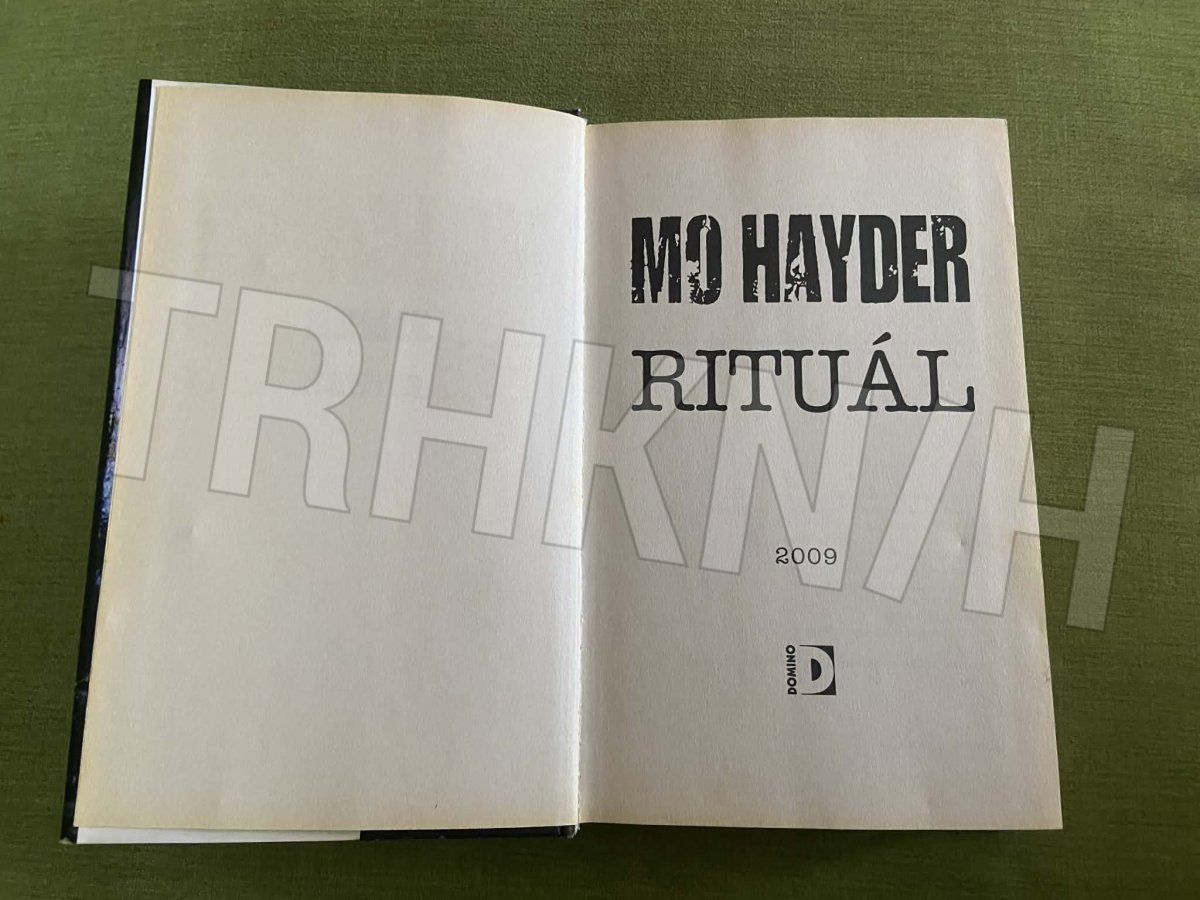 MO HAYDER
RITUÁL
2009
DOMINO
D
TRHKNIH